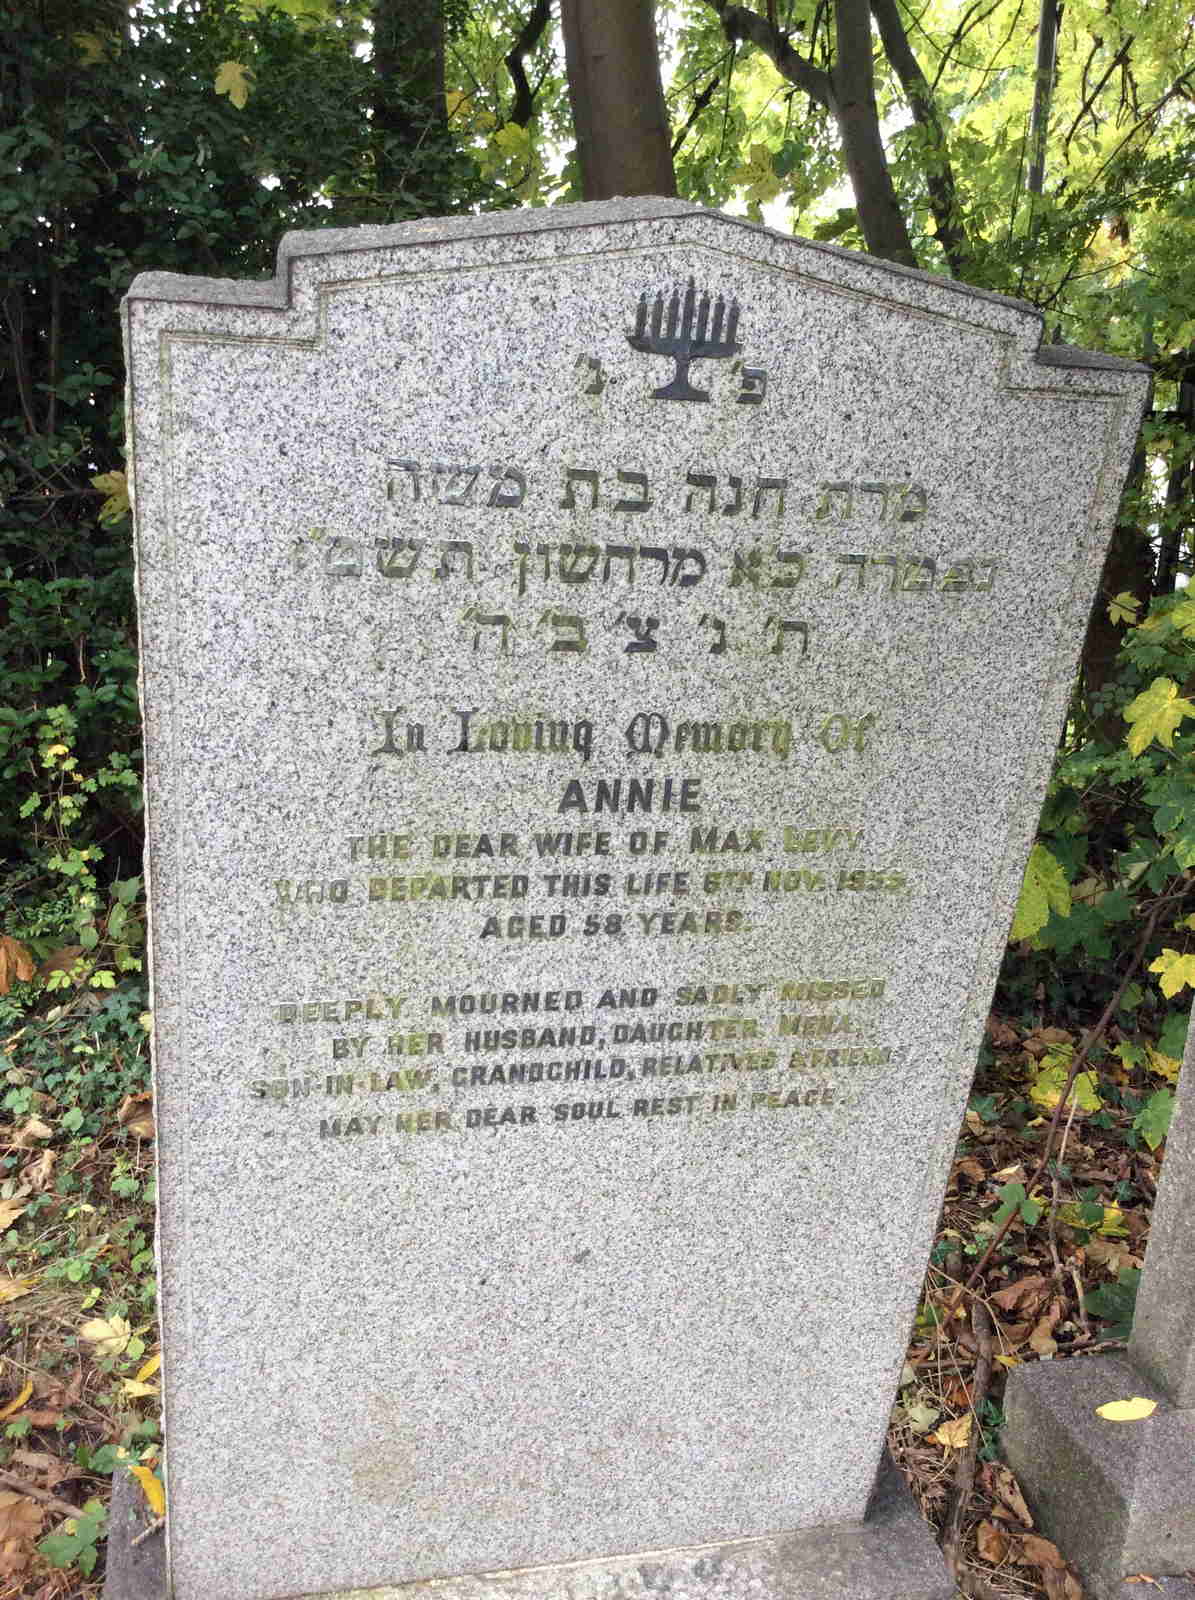 פ' נ'
מרת חנה בת משה
נפטרה כ"א מרחשון תשט"ז
ת' נ' צ' ב' ה'
In Loving Memory Of
ANNIE
THE DEAR WIFE OF MAX LEVY
WHO DEPARTED THIS LIFE 6TH NOV. 1955.
AGED 58 YEARS.
DEEPLY MOURNED AND SADLY MISSED
BY HER HUSBAND, DAUGHTER MENA,
SON-IN-LAW, GRANDCHILD, RELATIVES & FRIENDS
MAY HER DEAR SOUL REST IN PEACE.